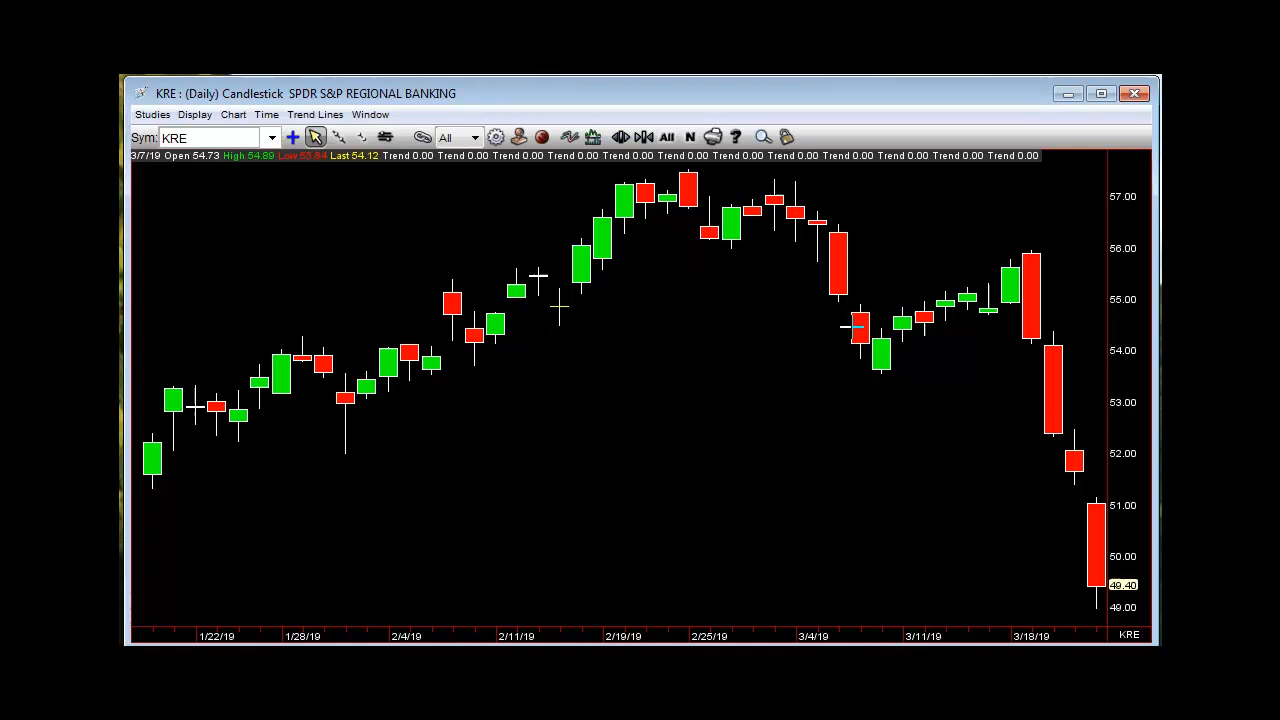 KRE : (Daily) Candlestick SPDR S&P REGIONAL BANKING
Studies Display Chart Time Trend Lines Window
Sym: KRE All All N ?
3/7/19 Open 54.73 High 54.89 Low 53.84 Last 54.12 Trend 0.00 Trend 0.00 Trend 0.00 Trend 0.00 Trend 0.00 Trend 0.00 Trend 0.00 Trend 0.00 Trend 0.00 Trend 0.00 Trend 0.00 Trend 0.00
57.00
56.00
55.00
54.00
53.00
52.00
51.00
50.00
49.40
49.00
1/22/19 1/28/19 2/4/19 2/11/19 2/19/19 2/25/19 3/4/19 3/11/19 3/18/19 KRE